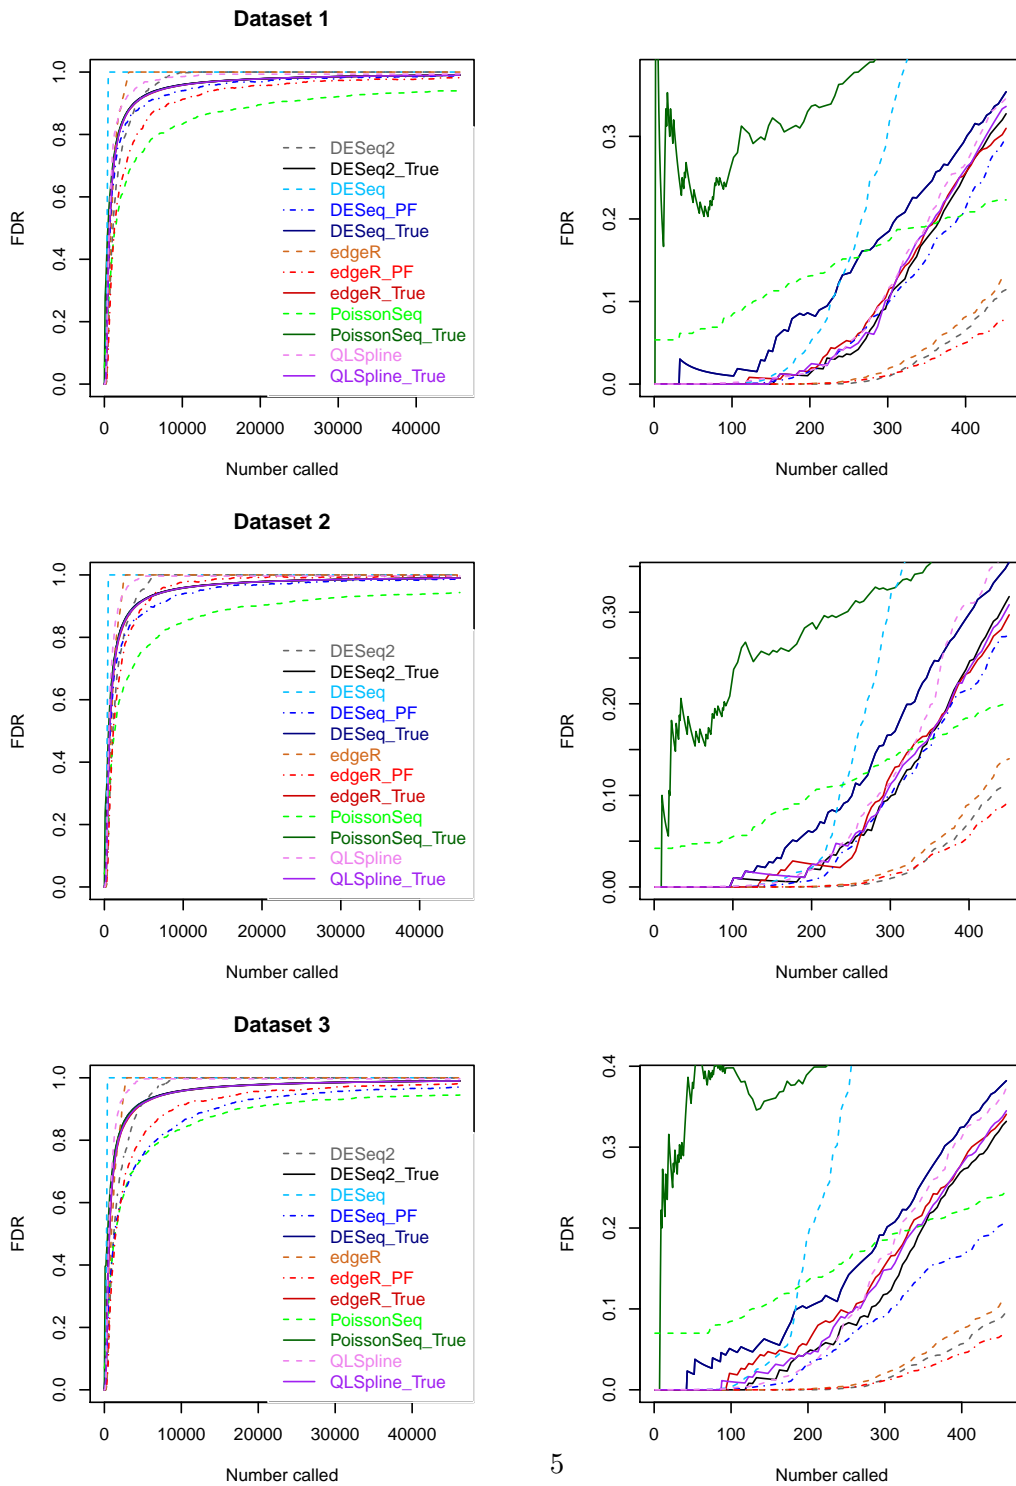 Dataset 1
FDR
0.0 0.2 0.4 0.6 0.8 1.0
DESeq2
DESeq2_True
DESeq
DESeq_PF
DESeq_True
edgeR
edgeR_PF
edgeR_True
PoissonSeq
PoissonSeq_True
QLSpline
QLSpline_True
0 10000 20000 30000 40000
Number called
FDR
0.0 0.1 0.2 0.3
0 100 200 300 400
Number called
Dataset 2
FDR
0.0 0.2 0.4 0.6 0.8 1.0
DESeq2
DESeq2_True
DESeq
DESeq_PF
DESeq_True
edgeR
edgeR_PF
edgeR_True
PoissonSeq
PoissonSeq_True
QLSpline
QLSpline_True
0 10000 20000 30000 40000
Number called
FDR
0.00 0.10 0.20 0.30
0 100 200 300 400
Number called
Dataset 3
FDR
0.0 0.2 0.4 0.6 0.8 1.0
DESeq2
DESeq2_True
DESeq
DESeq_PF
DESeq_True
edgeR
edgeR_PF
edgeR_True
PoissonSeq
PoissonSeq_True
QLSpline
QLSpline_True
0 10000 20000 30000 40000
Number called
FDR
0.0 0.1 0.2 0.3 0.4
0 100 200 300 400
Number called
5